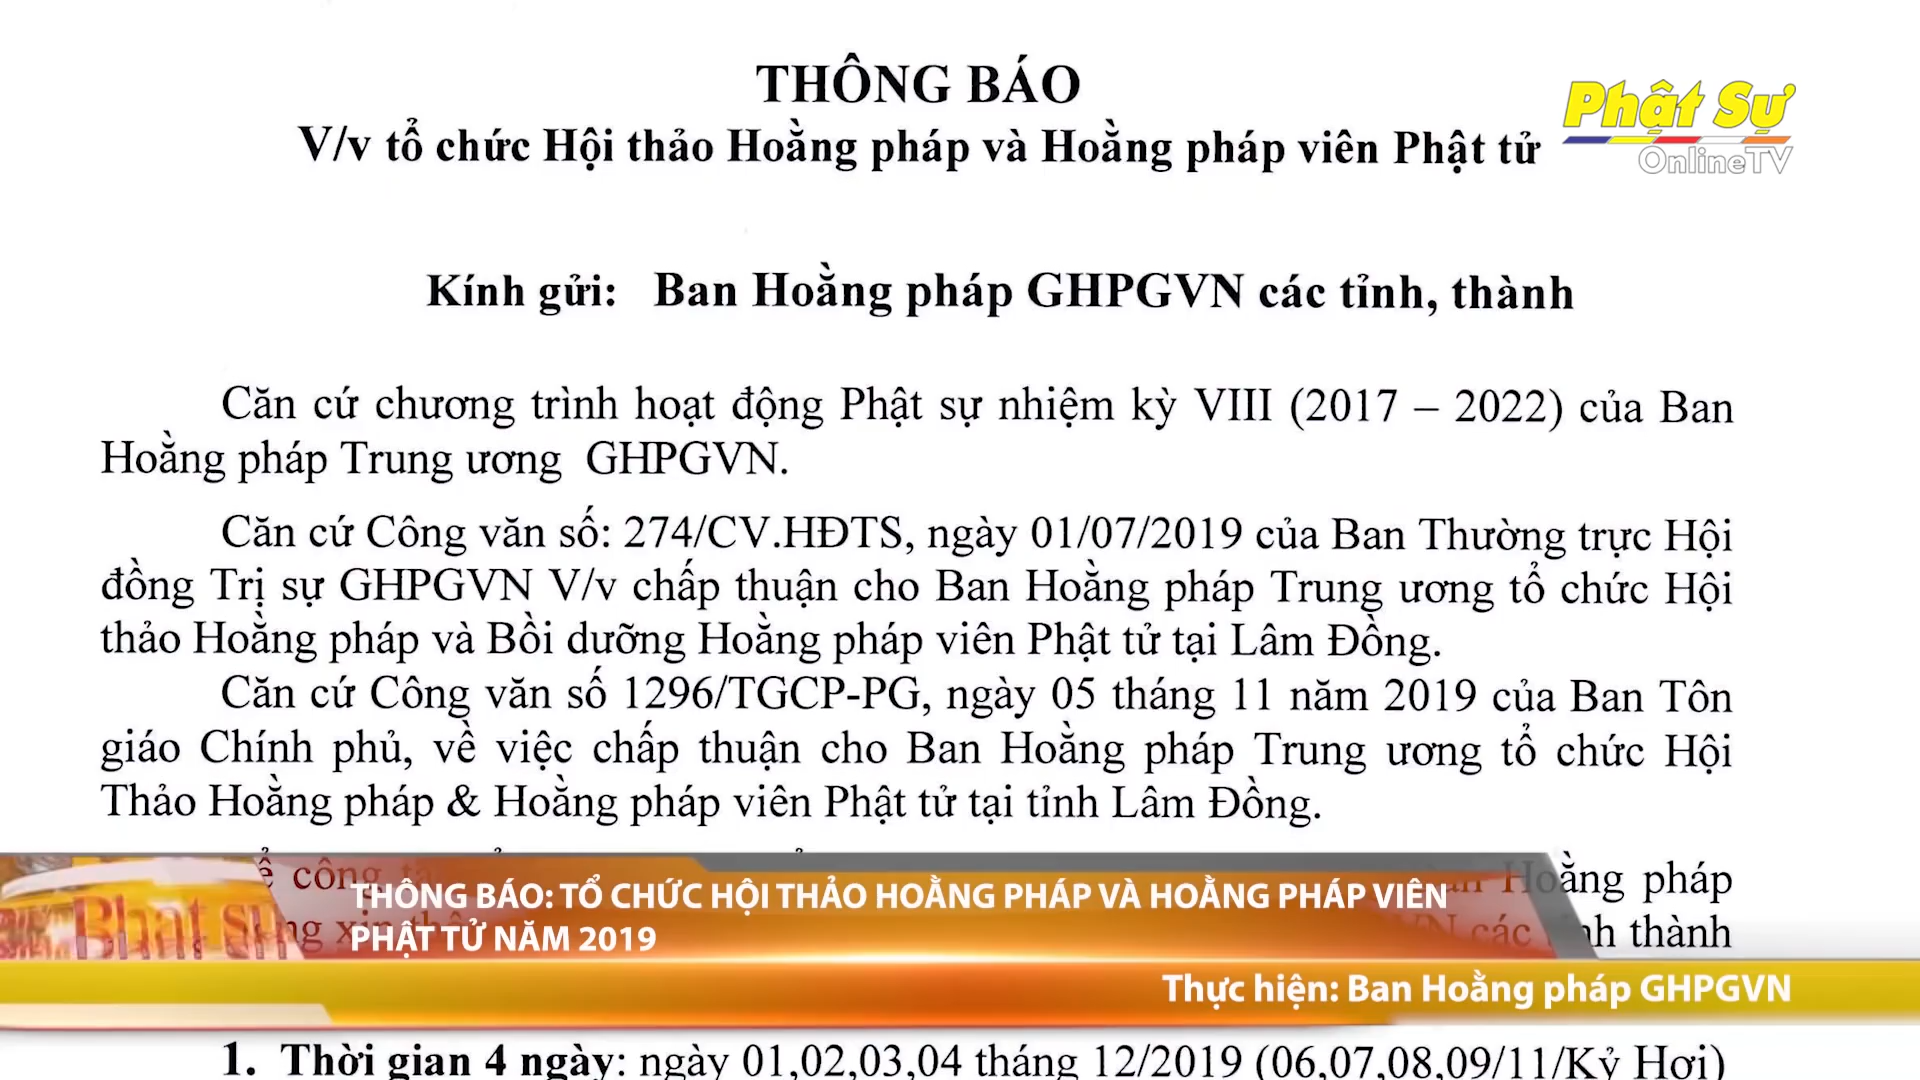 THÔNG BÁO
V/v tổ chức Hội thảo Hoằng pháp và Hoằng pháp viên Phật tử
Phật Sự
OnlineTV
Kính gửi: Ban Hoằng pháp GHPGVN các tỉnh, thành
Căn cứ chương trình hoạt động Phật sự nhiệm kỳ VIII (2017 – 2022) của Ban
Hoằng pháp Trung ương GHPGVN.
Căn cứ Công văn số: 274/CV.HĐTS, ngày 01/07/2019 của Ban Thường trực Hội
đồng Trị sự GHPGVN V/v chấp thuận cho Ban Hoằng pháp Trung ương tổ chức Hội
thảo Hoằng pháp và Bồi dưỡng Hoằng pháp viên Phật tử tại Lâm Đồng.
Căn cứ Công văn số 1296/TGCP-PG, ngày 05 tháng 11 năm 2019 của Ban Tôn
giáo Chính phủ, về việc chấp thuận cho Ban Hoằng pháp Trung ương tổ chức Hội
Thảo Hoằng pháp & Hoằng pháp viên Phật tử tại tỉnh Lâm Đồng.
công Hoằng pháp
các thành
Phat sự
THÔNG BÁO: TỔ CHỨC HỘI THẢO HOẰNG PHÁP VÀ HOẰNG PHÁP VIÊN
PHẬT TỬ NĂM 2019
Thực hiện: Ban Hoằng pháp GHPGVN
1. Thời gian 4 ngày: ngày 01,02,03,04 tháng 12/2019 (06,07,08,09/11/Kỷ Hợi)